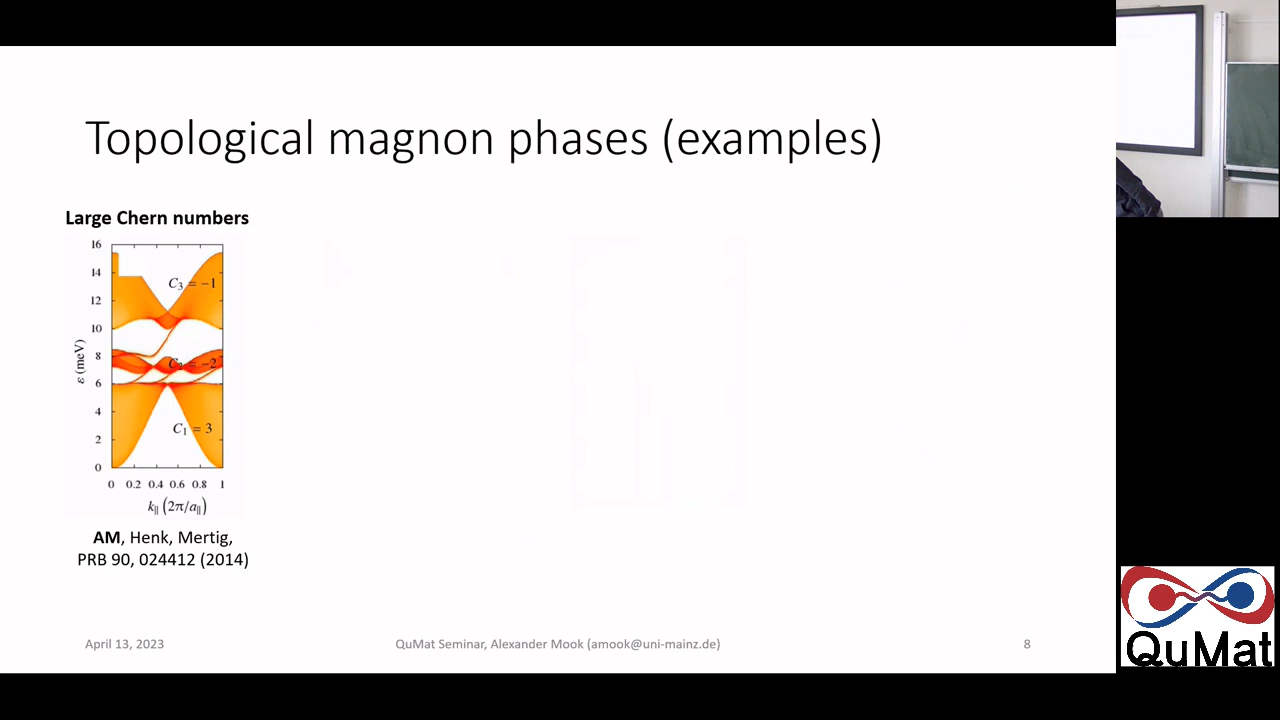 Topological magnon phases (examples)
Large Chern numbers
16
14
12
10
8
6
4
2
0
ε (meV)
C₃ = −1
C₂ = −2
C₁ = 3
0 0.2 0.4 0.6 0.8 1
k∥ (2π/a∥)
AM, Henk, Mertig,
PRB 90, 024412 (2014)
April 13, 2023
QuMat Seminar, Alexander Mook (amook@uni-mainz.de)
8
QuMat